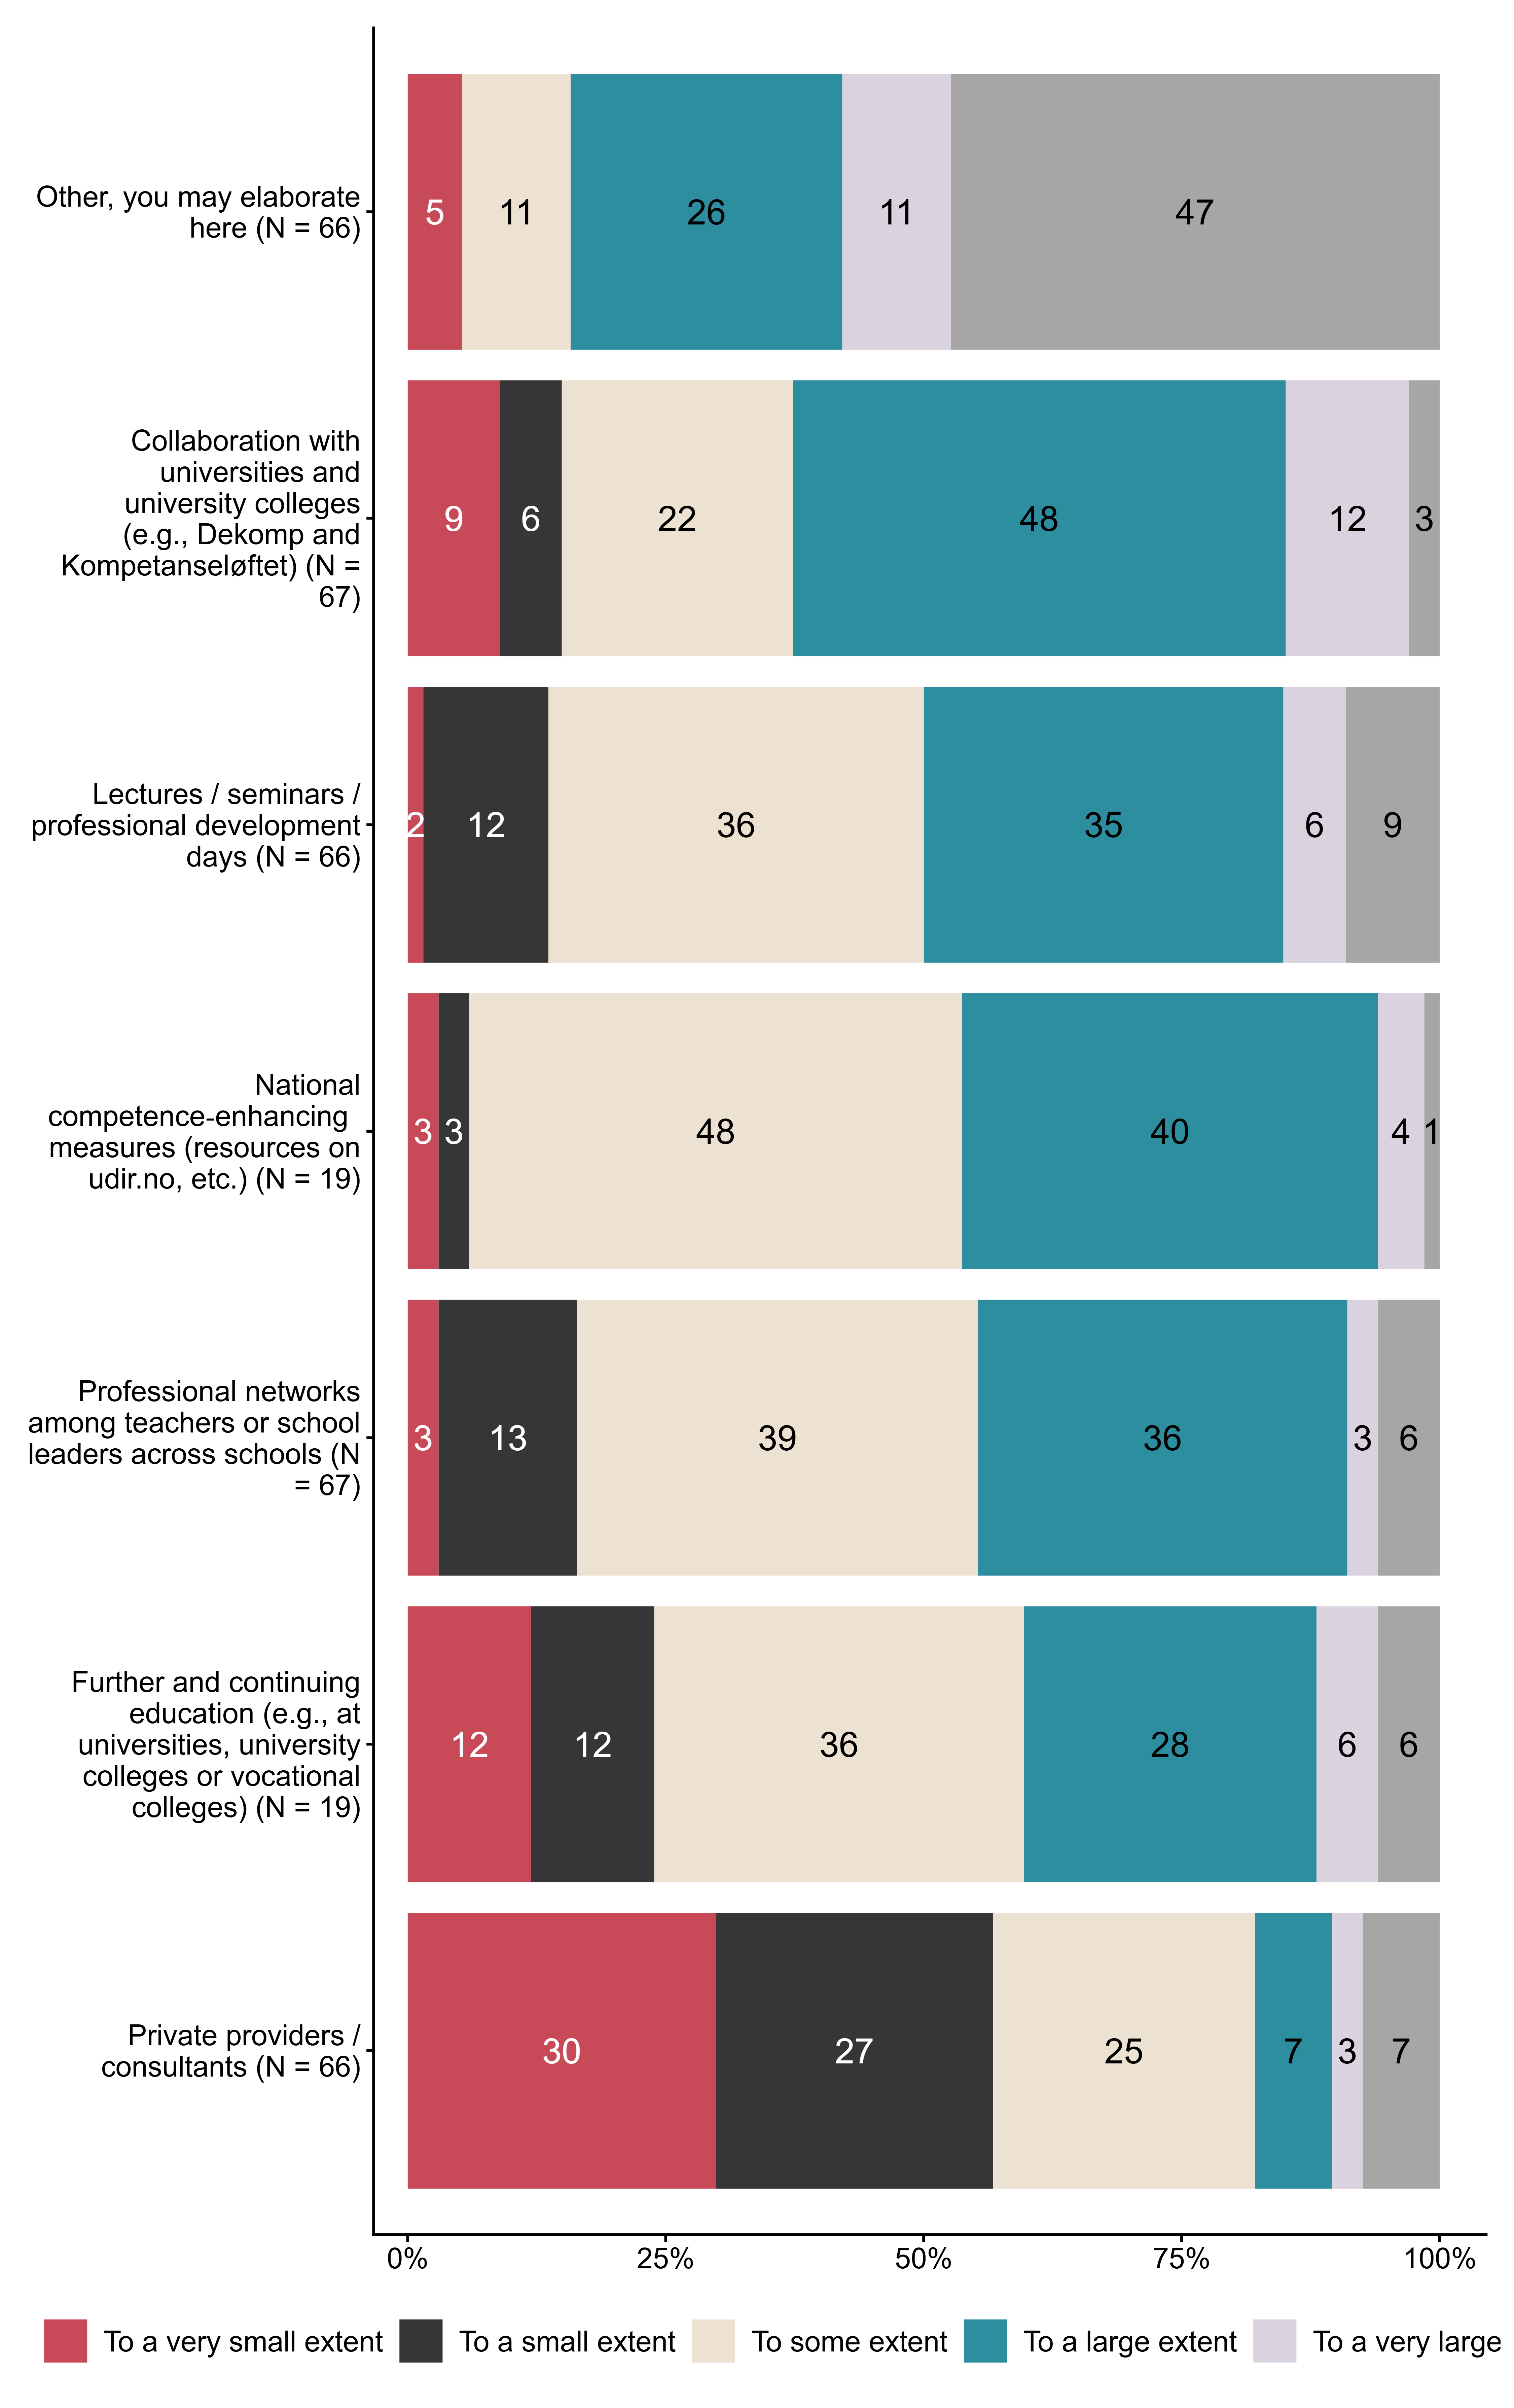 Other, you may elaborate
here (N = 66)
5 11 26 11 47
Collaboration with
universities and
university colleges
(e.g., Dekomp and
Kompetanseløftet) (N =
67)
9 6 22 48 12 3
Lectures / seminars /
professional development
days (N = 66)
2 12 36 35 6 9
National
competence-enhancing
measures (resources on
udir.no, etc.) (N = 19)
3 3 48 40 4 1
Professional networks
among teachers or school
leaders across schools (N
= 67)
3 13 39 36 3 6
Further and continuing
education (e.g., at
universities, university
colleges or vocational
colleges) (N = 19)
12 12 36 28 6 6
Private providers /
consultants (N = 66)
30 27 25 7 3 7
0% 25% 50% 75% 100%
To a very small extent To a small extent To some extent To a large extent To a very large